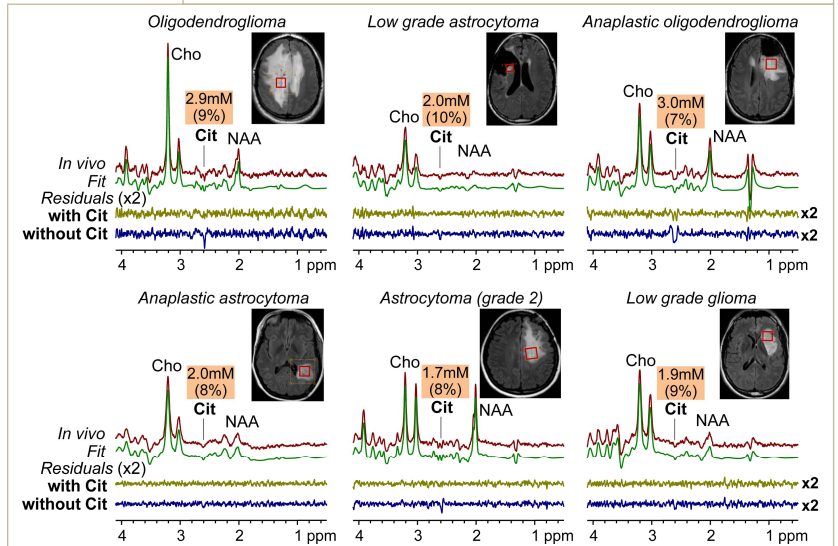 Oligodendroglioma
Low grade astrocytoma
Anaplastic oligodendroglioma
Cho
2.9mM
(9%)
Cit
NAA
Cho
2.0mM
(10%)
Cit
NAA
Cho
3.0mM
(7%)
Cit
NAA
In vivo
Fit
Residuals (x2)
with Cit
x2
without Cit
x2
4 3 2 1 ppm
4 3 2 1 ppm
4 3 2 1 ppm
Anaplastic astrocytoma
Astrocytoma (grade 2)
Low grade glioma
Cho
2.0mM
(8%)
Cit
NAA
Cho
1.7mM
(8%)
Cit
NAA
Cho
1.9mM
(9%)
Cit
NAA
In vivo
Fit
Residuals (x2)
with Cit
x2
without Cit
x2
4 3 2 1 ppm
4 3 2 1 ppm
4 3 2 1 ppm